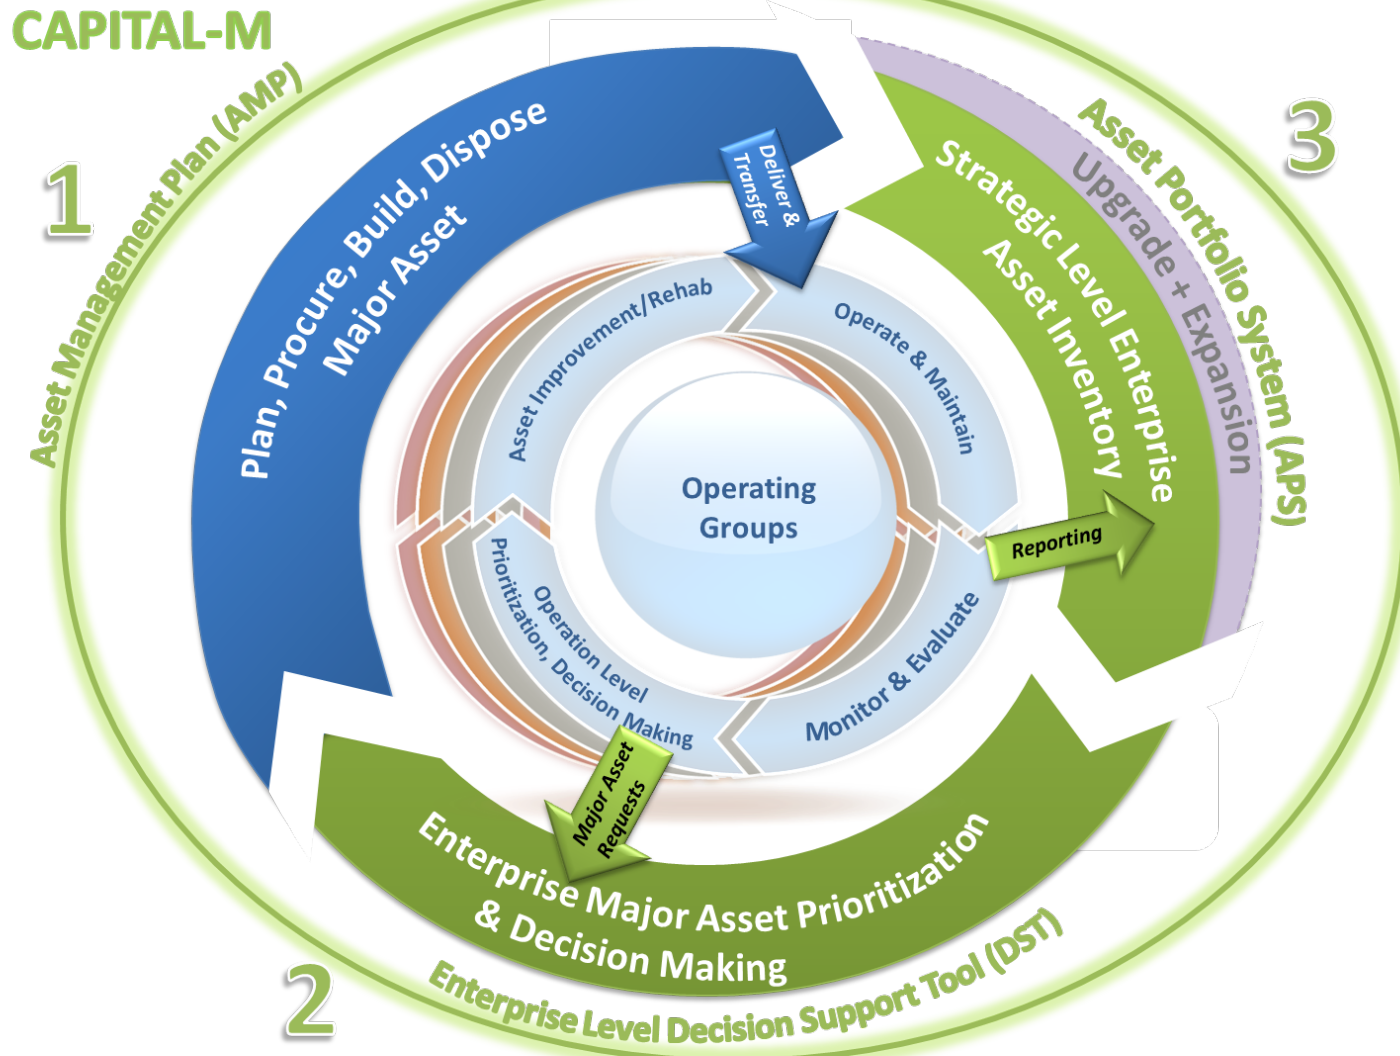 CAPITAL-M
1
Asset Management Plan (AMP)
Plan, Procure, Build, Dispose
Major Asset
Deliver &
Transfer
3
Asset Portfolio System (APS)
Upgrade + Expansion
Strategic Level Enterprise
Asset Inventory
Asset Improvement/Rehab
Operate & Maintain
Operating
Groups
Reporting
Monitor & Evaluate
Operation Level
Prioritization, Decision Making
Major Asset
Requests
Enterprise Major Asset Prioritization
& Decision Making
2
Enterprise Level Decision Support Tool (DST)